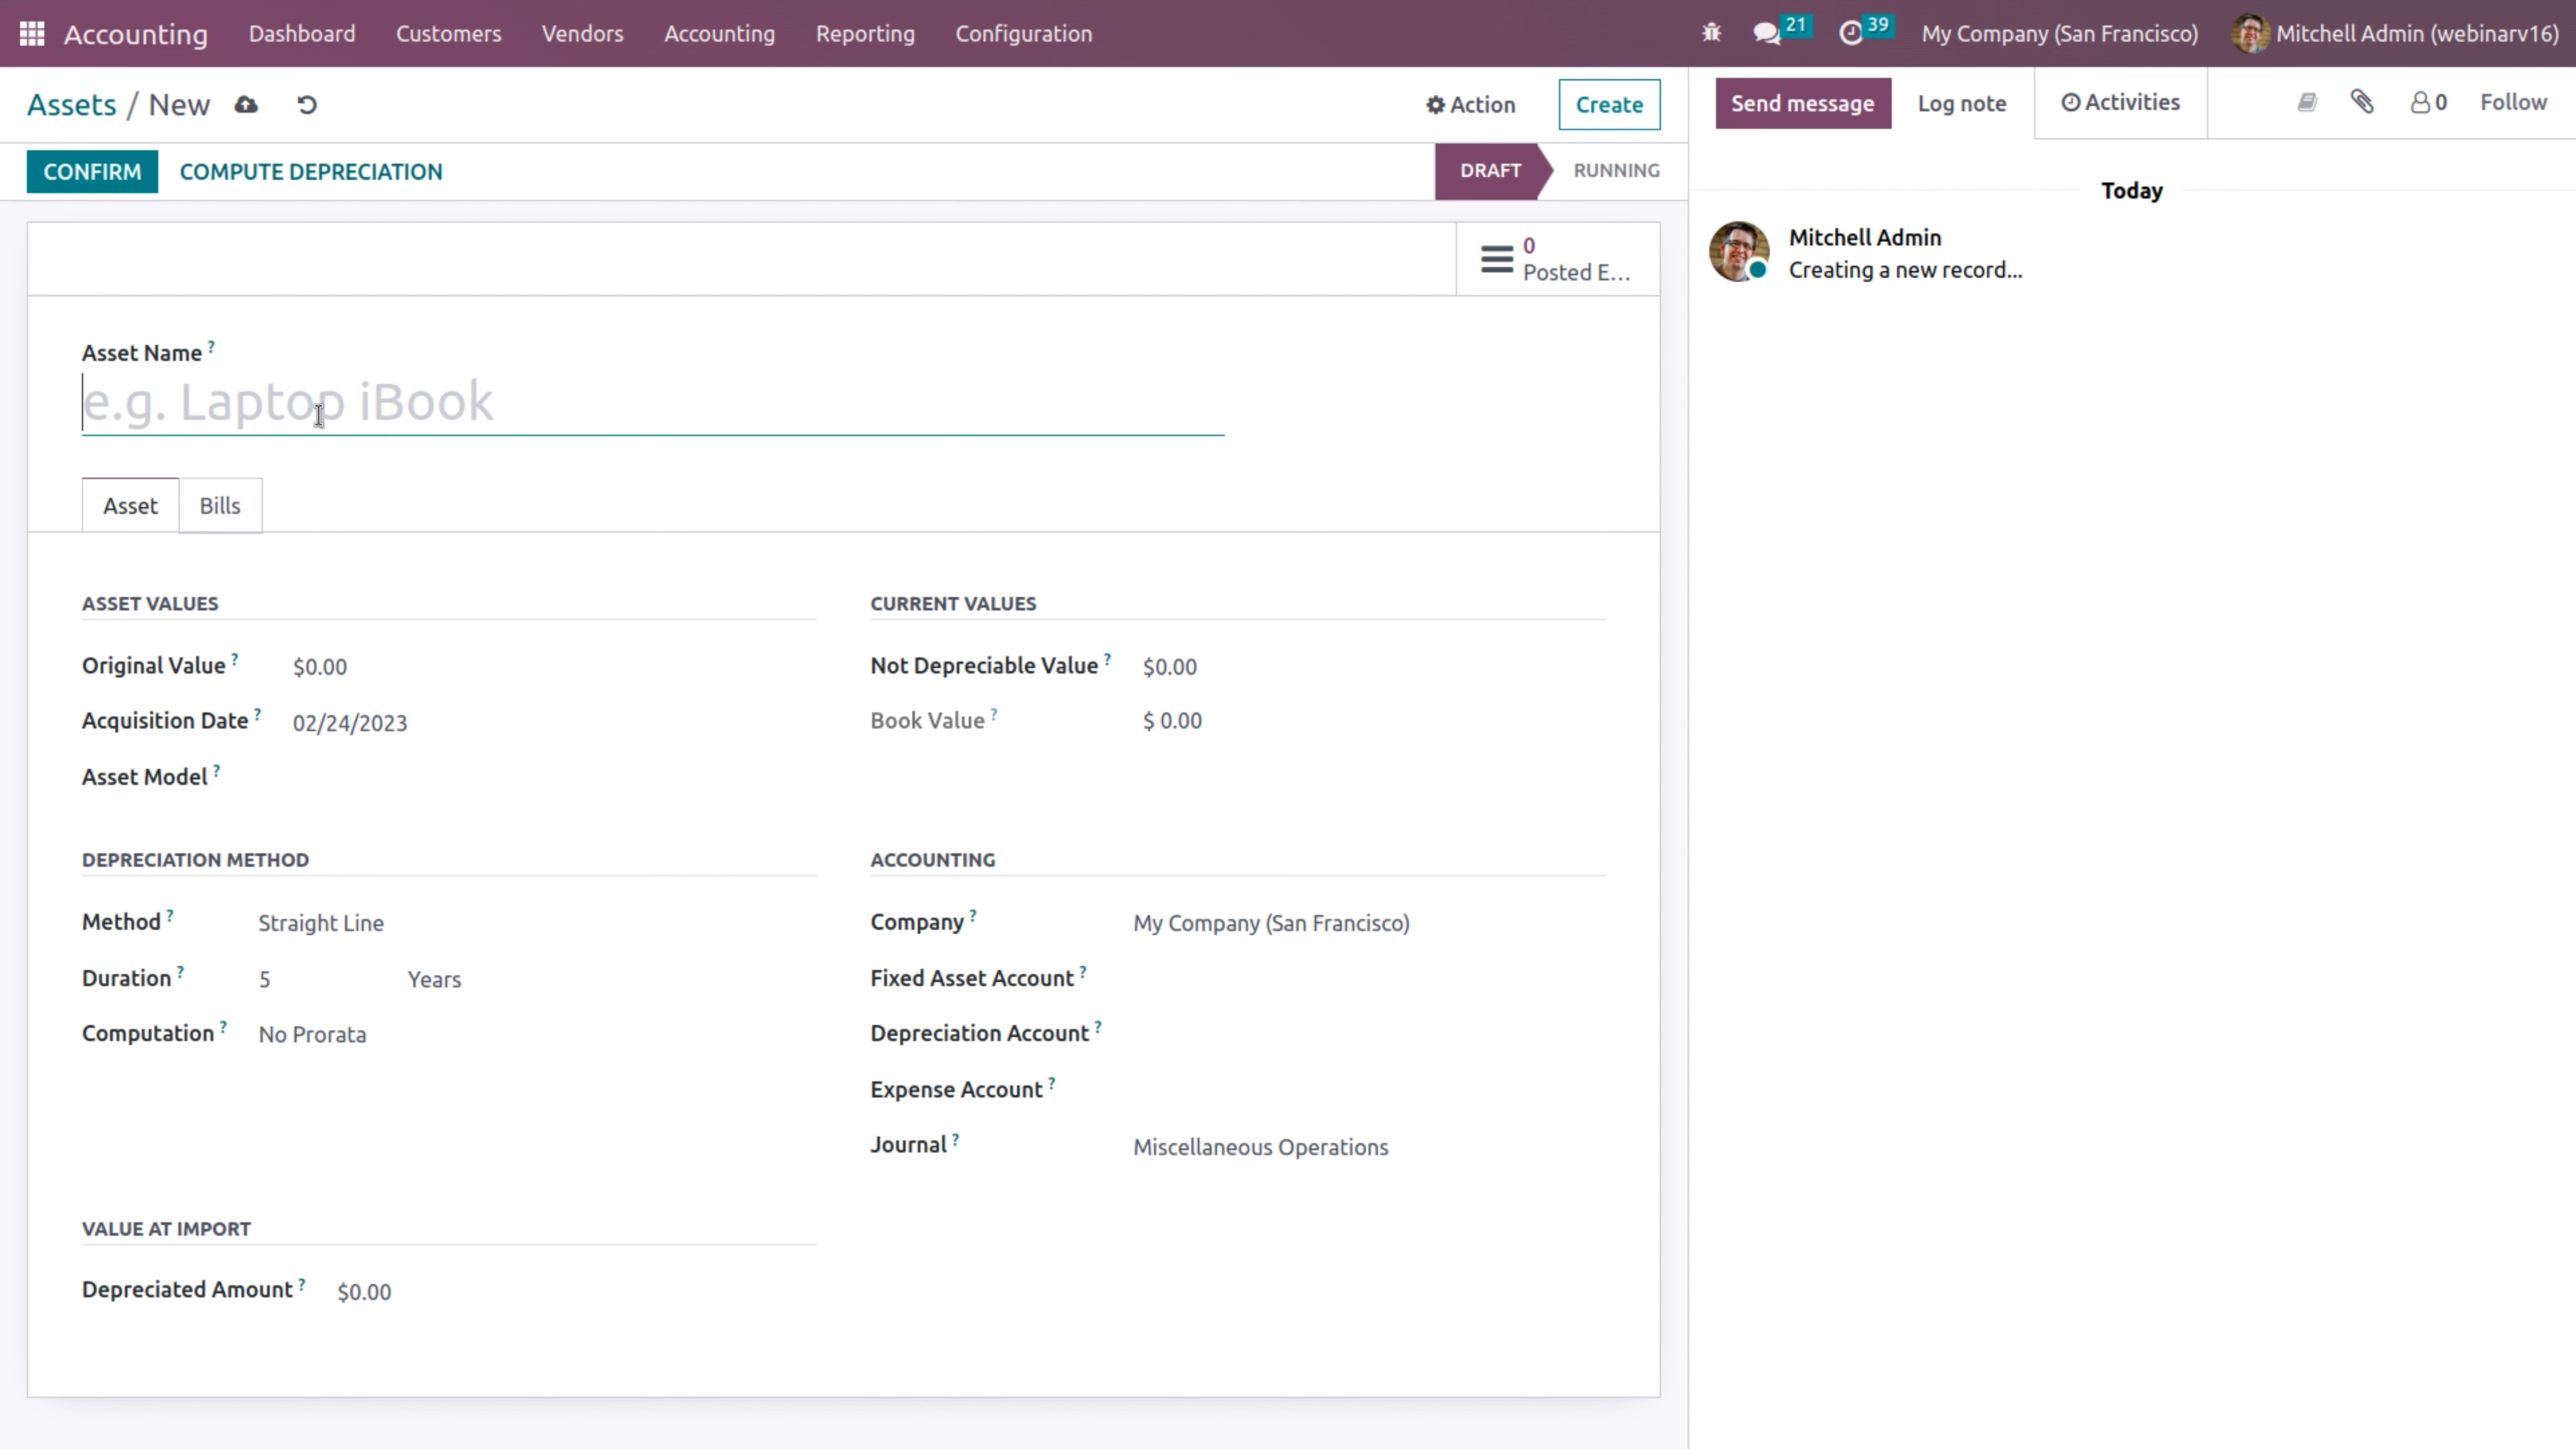 Accounting Dashboard Customers Vendors Accounting Reporting Configuration 21 39 My Company (San Francisco) Mitchell Admin (webinarv16)
Assets / New Action Create
Send message Log note Activities 0 Follow
CONFIRM COMPUTE DEPRECIATION DRAFT RUNNING
Today
0
Posted E...
Mitchell Admin
Creating a new record...
Asset Name ?
e.g. Laptop iBook
Asset Bills
ASSET VALUES
Original Value ? $0.00
Acquisition Date ? 02/24/2023
Asset Model ?
CURRENT VALUES
Not Depreciable Value ? $0.00
Book Value ? $ 0.00
DEPRECIATION METHOD
Method ? Straight Line
Duration ? 5 Years
Computation ? No Prorata
ACCOUNTING
Company ? My Company (San Francisco)
Fixed Asset Account ?
Depreciation Account ?
Expense Account ?
Journal ? Miscellaneous Operations
VALUE AT IMPORT
Depreciated Amount ? $0.00